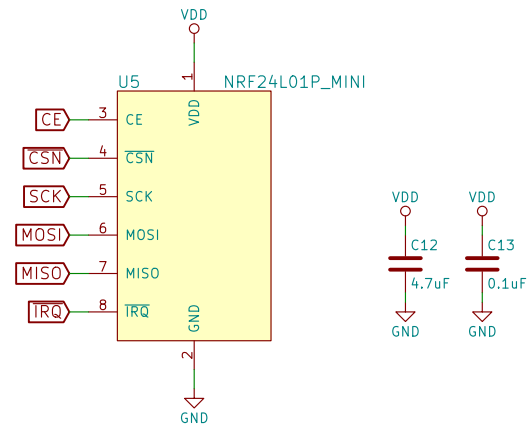 VDD
1
U5 NRF24L01P_MINI
VDD
CE 3 CE
CSN 4 CSN
SCK 5 SCK
MOSI 6 MOSI
MISO 7 MISO
IRQ 8 IRQ
GND
2
GND
VDD VDD
C12 C13
4.7uF 0.1uF
GND GND